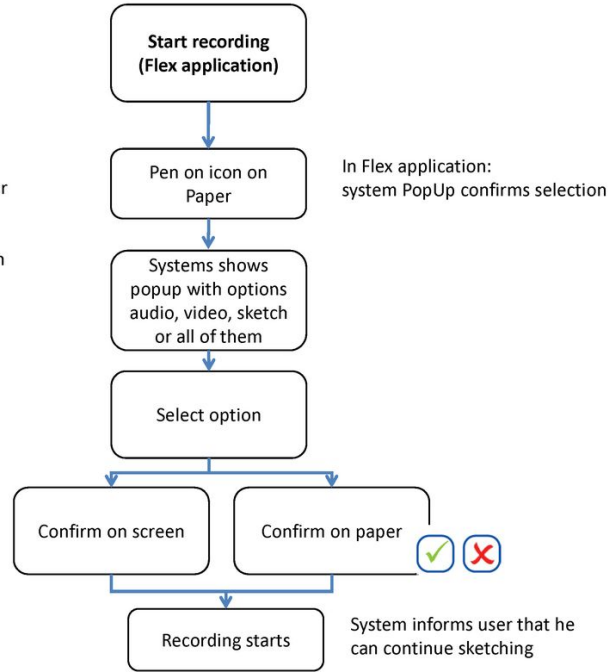 Start recording
(Flex application)
Pen on icon on
Paper
In Flex application:
system PopUp confirms selection
Systems shows
popup with options
audio, video, sketch
or all of them
Select option
Confirm on screen
Confirm on paper
Recording starts
System informs user that he
can continue sketching